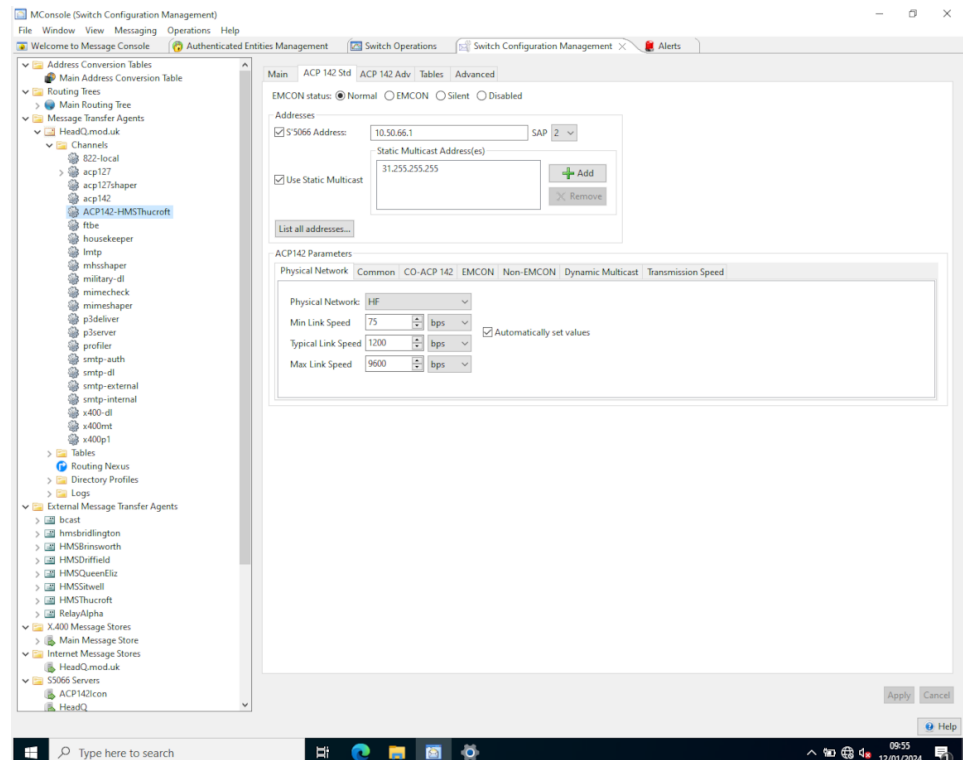 MConsole (Switch Configuration Management)
File Window View Messaging Operations Help
Welcome to Message Console Authenticated Entities Management Switch Operations Switch Configuration Management Alerts
Address Conversion Tables
Main Address Conversion Table
Routing Trees
Main Routing Tree
Message Transfer Agents
HeadQ.mod.uk
Channels
822-local
acp127
acp127shaper
acp142
ACP142-HMSThucroft
ftbe
housekeeper
lmtp
mhsshaper
military-dl
mimecheck
mimeshaper
p3deliver
p3server
profiler
smtp-auth
smtp-dl
smtp-external
smtp-internal
x400-dl
x400mt
x400p1
Tables
Routing Nexus
Directory Profiles
Logs
External Message Transfer Agents
bcast
hmsbridlington
HMSBrinsworth
HMSDriffield
HMSQueenEliz
HMSSitwell
HMSThucroft
RelayAlpha
X.400 Message Stores
Main Message Store
Internet Message Stores
HeadQ.mod.uk
S5066 Servers
ACP142Icon
HeadQ
Main ACP 142 Std ACP 142 Adv Tables Advanced
EMCON status: Normal EMCON Silent Disabled
Addresses
S'5066 Address: 10.50.66.1 SAP 2
Static Multicast Address(es)
Use Static Multicast 31.255.255.255 Add
Remove
List all addresses...
ACP142 Parameters
Physical Network Common CO-ACP 142 EMCON Non-EMCON Dynamic Multicast Transmission Speed
Physical Network: HF
Min Link Speed 75 bps
Automatically set values
Typical Link Speed 1200 bps
Max Link Speed 9600 bps
Apply Cancel
Help
Type here to search
09:55
12/01/2024